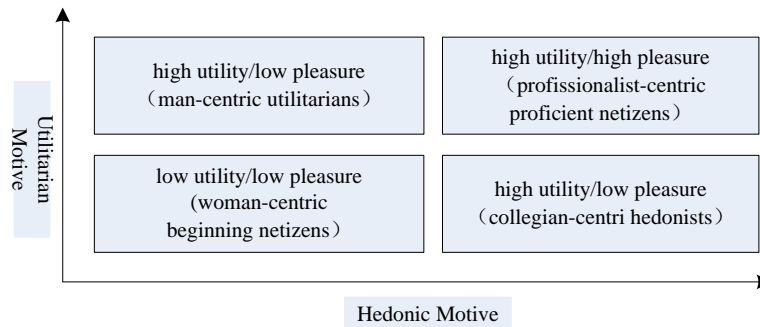 high utility/low pleasure
（man-centric utilitarians）
high utility/high pleasure
（profissionalist-centric
proficient netizens）
Utilitarian
Motive
low utility/low pleasure
(woman-centric
beginning netizens）
high utility/low pleasure
（collegian-centri hedonists）
Hedonic Motive